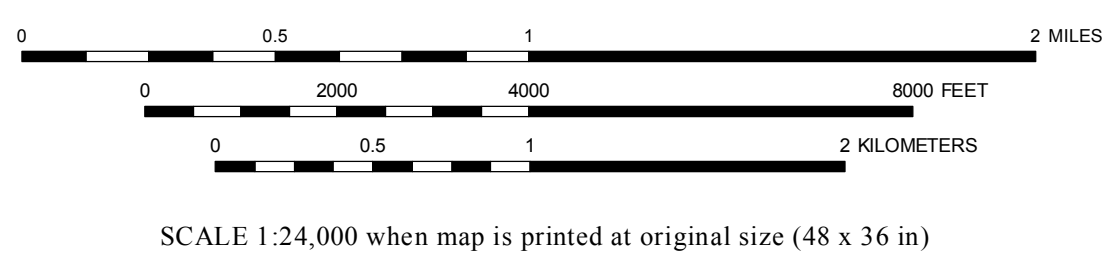 0 0.5 1 2 MILES
0 2000 4000 8000 FEET
0 0.5 1 2 KILOMETERS
SCALE 1:24,000 when map is printed at original size (48 x 36 in)